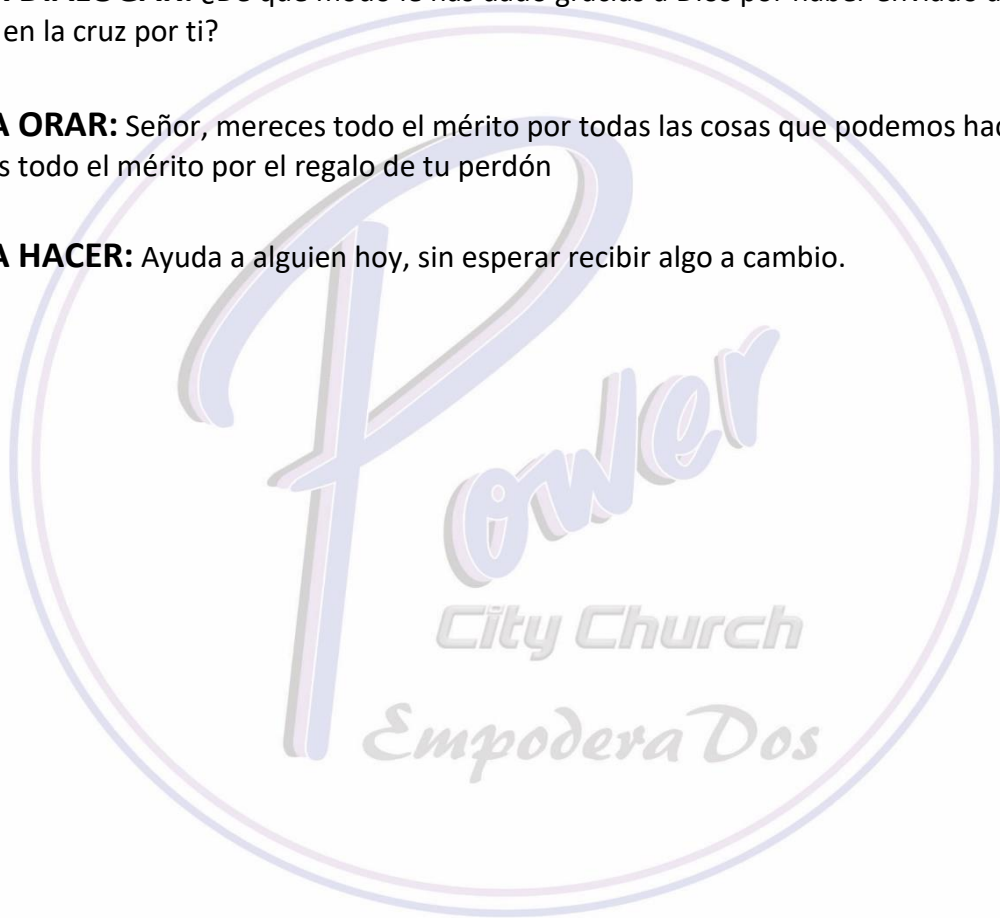 en la cruz por ti?
A ORAR: Señor, mereces todo el mérito por todas las cosas que podemos
s todo el mérito por el regalo de tu perdón
A HACER: Ayuda a alguien hoy, sin esperar recibir algo a cambio.
Power
City Church
EmpoderaDos